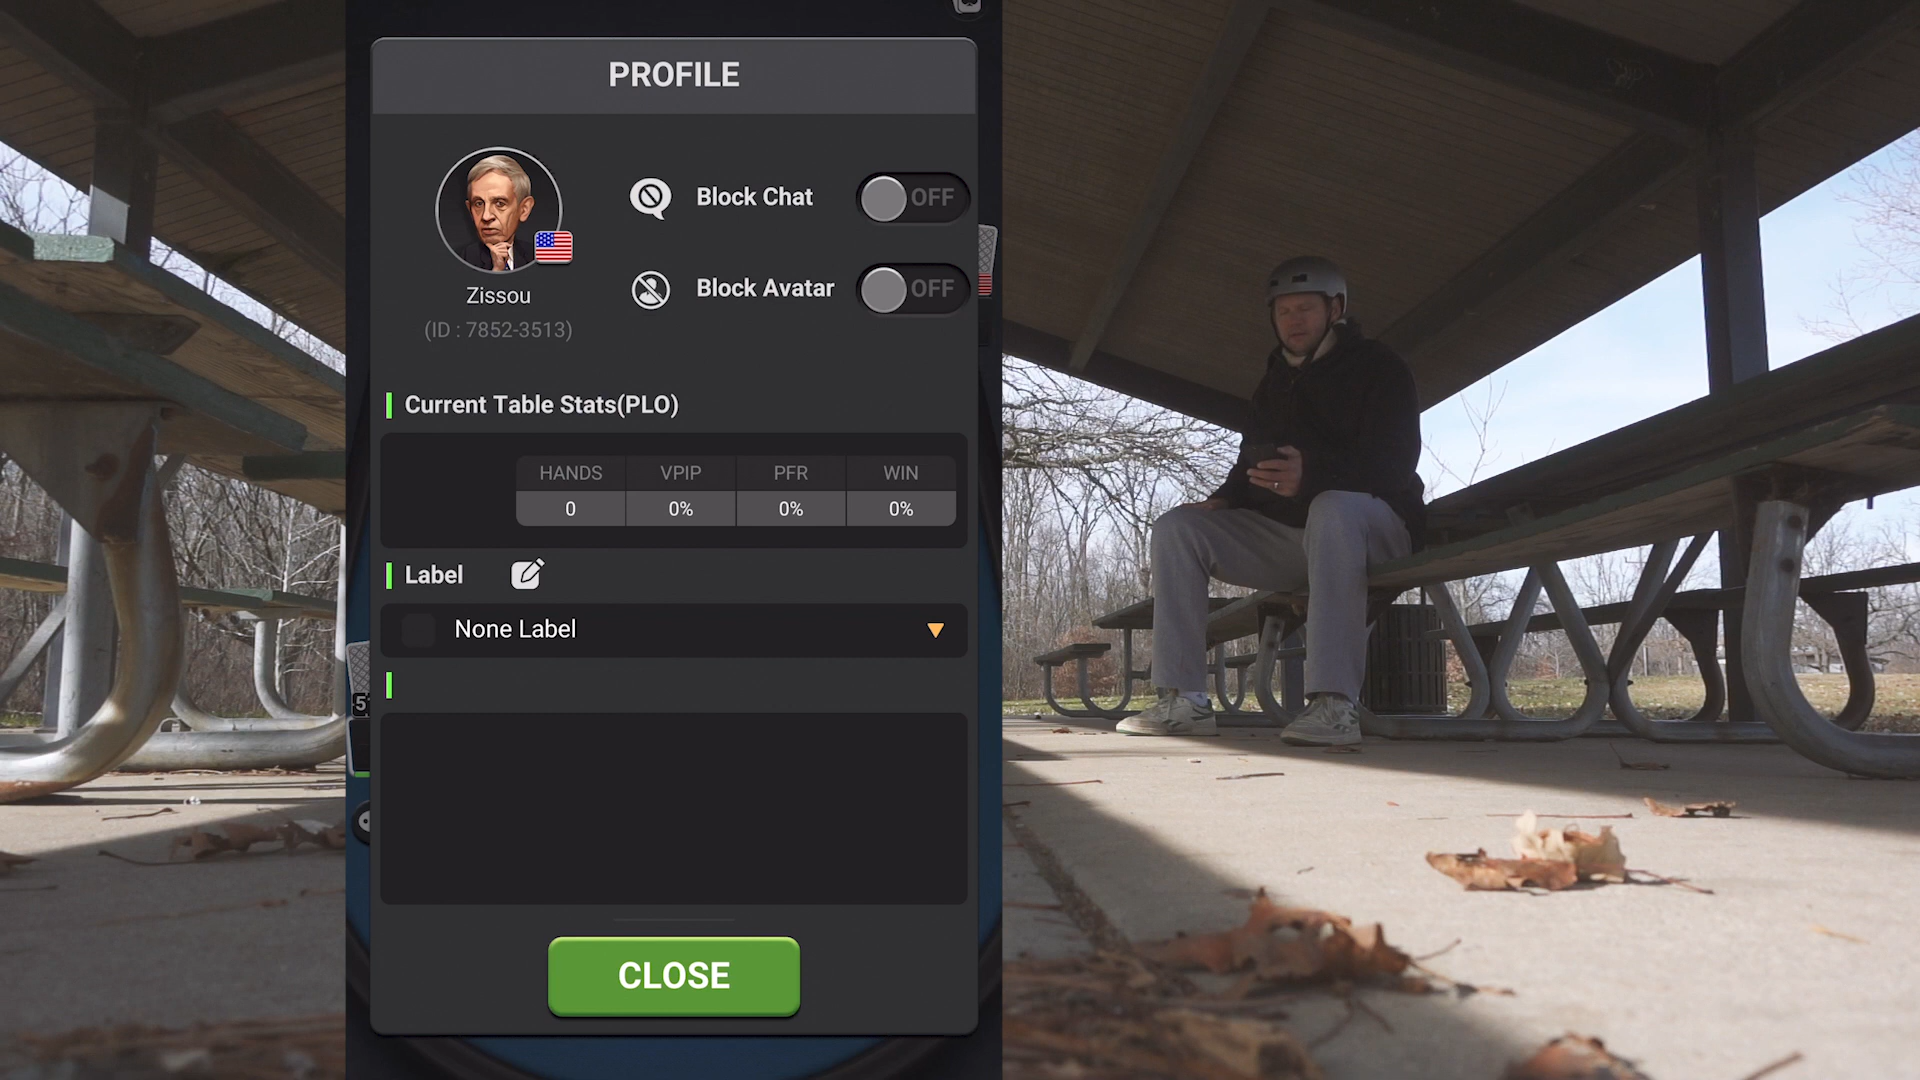 PROFILE
Block Chat OFF
Block Avatar OFF
Zissou
(ID : 7852-3513)
Current Table Stats(PLO)
HANDS VPIP PFR WIN
0 0% 0% 0%
Label
None Label
5
CLOSE